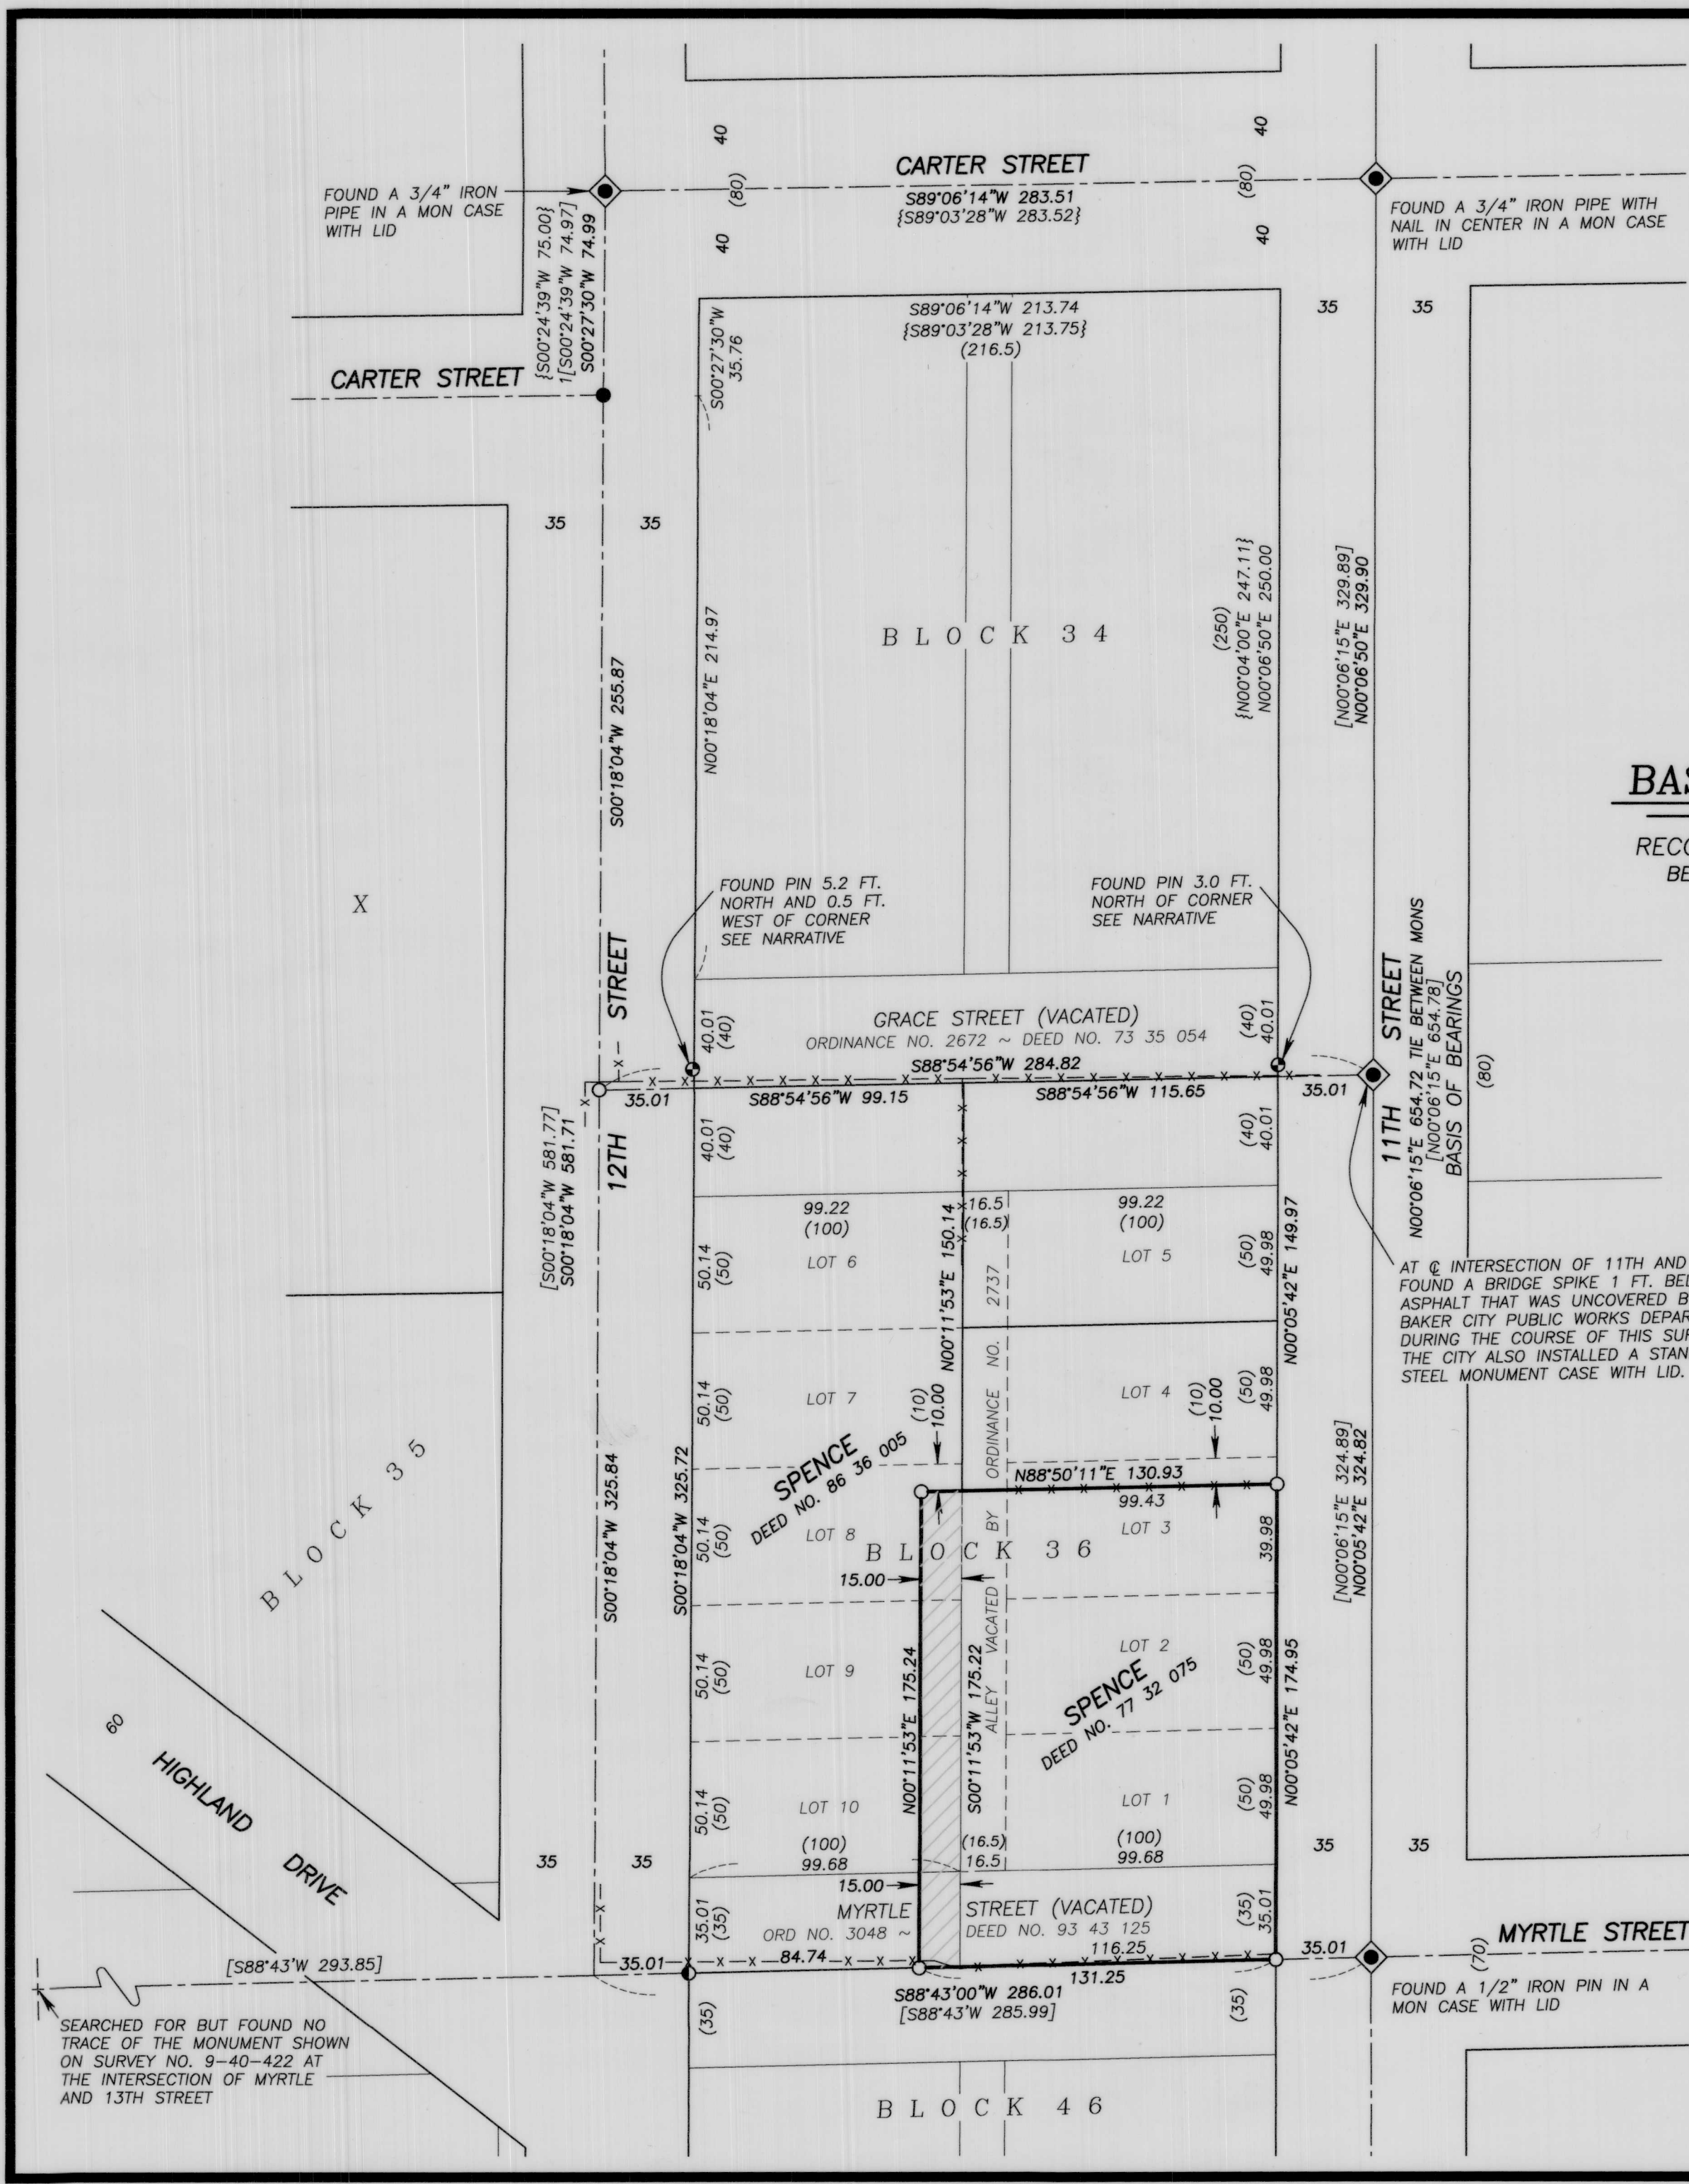 40
(80)
40
CARTER STREET
S89°06'14"W 283.51
{S89°03'28"W 283.52}
40
(80)
40
FOUND A 3/4" IRON
PIPE IN A MON CASE
WITH LID
FOUND A 3/4" IRON PIPE WITH
NAIL IN CENTER IN A MON CASE
WITH LID
{S00°24'39"W 75.00}
1[S00°24'39"W 74.97]
S00°27'30"W 74.99
CARTER STREET
S00°27'30"W
35.76
S89°06'14"W 213.74
{S89°03'28"W 213.75}
(216.5)
35
35
35
35
N00°18'04"E 214.97
S00°18'04"W 255.87
BLOCK 34
(250)
{N00°04'00"E 247.11}
N00°06'50"E 250.00
[N00°06'15"E 329.89]
N00°06'50"E 329.90
BAS
RECO
BE
X
FOUND PIN 5.2 FT.
NORTH AND 0.5 FT.
WEST OF CORNER
SEE NARRATIVE
FOUND PIN 3.0 FT.
NORTH OF CORNER
SEE NARRATIVE
12TH STREET
11TH STREET
N00°06'15"E 654.72 TIE BETWEEN MONS
[N00°06'15"E 654.78]
BASIS OF BEARINGS
(80)
40.01
(40)
GRACE STREET (VACATED)
ORDINANCE NO. 2672 ~ DEED NO. 73 35 054
(40)
40.01
S88°54'56"W 284.82
35.01
S88°54'56"W 99.15
S88°54'56"W 115.65
35.01
40.01
(40)
(40)
40.01
[S00°18'04"W 581.77]
S00°18'04"W 581.71
99.22
(100)
16.5
(16.5)
99.22
(100)
50.14
(50)
LOT 6
N00°11'53"E 150.14
LOT 5
(50)
49.98
N00°05'42"E 149.97
AT ℄ INTERSECTION OF 11TH AND
FOUND A BRIDGE SPIKE 1 FT. BEL
ASPHALT THAT WAS UNCOVERED B
BAKER CITY PUBLIC WORKS DEPAR
DURING THE COURSE OF THIS SUR
THE CITY ALSO INSTALLED A STAN
STEEL MONUMENT CASE WITH LID.
50.14
(50)
LOT 7
(10)
10.00
ALLEY VACATED BY ORDINANCE NO. 2737
LOT 4
(10)
10.00
(50)
49.98
S00°18'04"W 325.84
S00°18'04"W 325.72
SPENCE
DEED NO. 86 36 005
N88°50'11"E 130.93
99.43
[N00°06'15"E 324.89]
N00°05'42"E 324.82
50.14
(50)
LOT 8
LOT 3
39.98
BLOCK 36
15.00
BLOCK 35
50.14
(50)
LOT 9
N00°11'53"E 175.24
S00°11'53"W 175.22
LOT 2
SPENCE
DEED NO. 77 32 075
(50)
49.98
N00°05'42"E 174.95
60
HIGHLAND DRIVE
50.14
(50)
LOT 10
LOT 1
(50)
49.98
(100)
99.68
(16.5)
16.5
(100)
99.68
35
35
35
35
15.00
35.01
(35)
MYRTLE STREET (VACATED)
ORD NO. 3048 ~ DEED NO. 93 43 125
(35)
35.01
MYRTLE STREET
(70)
[S88°43'W 293.85]
35.01
84.74
116.25
35.01
131.25
S88°43'00"W 286.01
[S88°43'W 285.99]
(35)
(35)
FOUND A 1/2" IRON PIN IN A
MON CASE WITH LID
SEARCHED FOR BUT FOUND NO
TRACE OF THE MONUMENT SHOWN
ON SURVEY NO. 9-40-422 AT
THE INTERSECTION OF MYRTLE
AND 13TH STREET
BLOCK 46